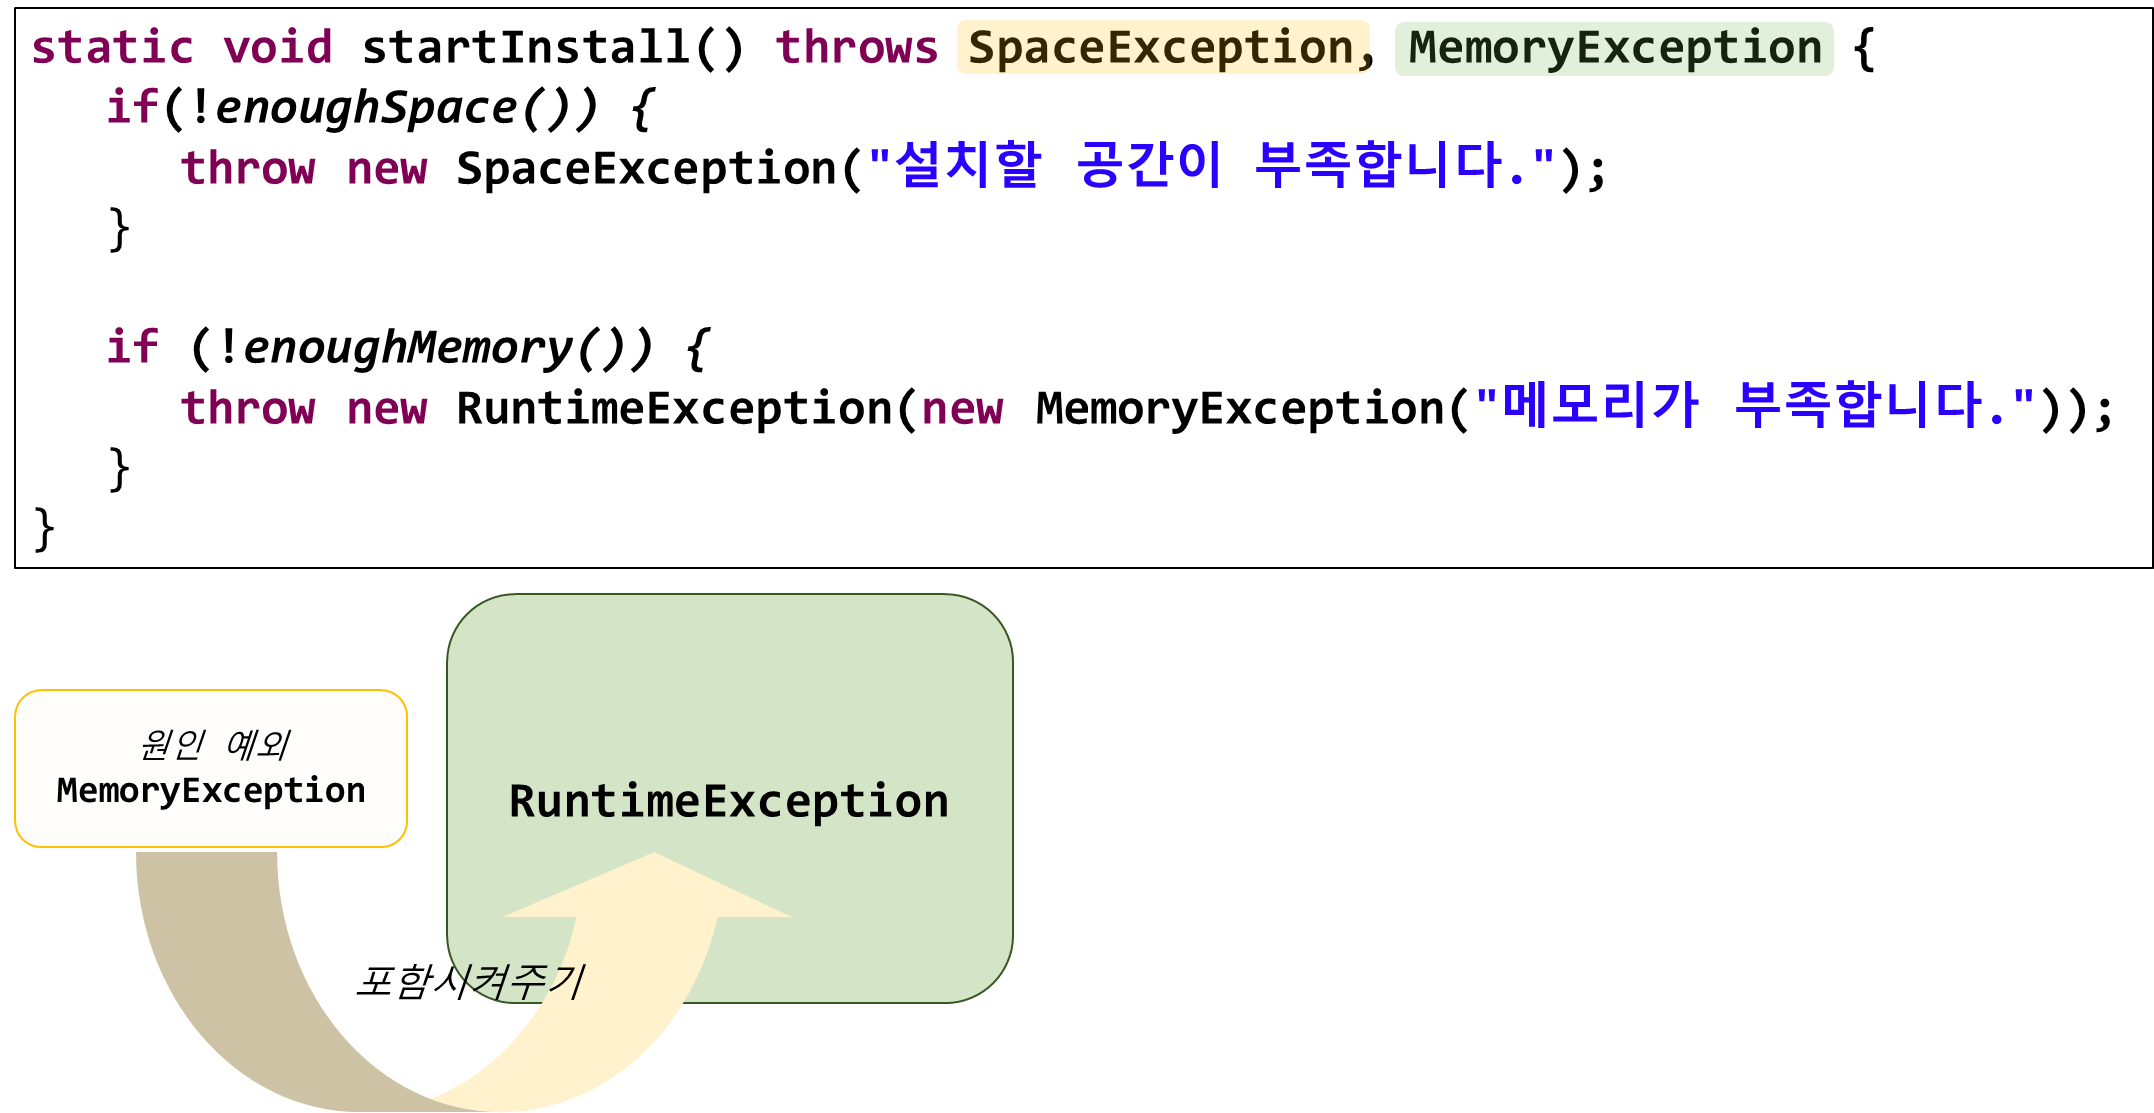 static void startInstall() throws SpaceException, MemoryException {
if(!enoughSpace()) {
throw new SpaceException("설치할 공간이 부족합니다.");
}
if (!enoughMemory()) {
throw new RuntimeException(new MemoryException("메모리가 부족합니다."));
}
}
원인 예외
MemoryException
RuntimeException
포함시켜주기